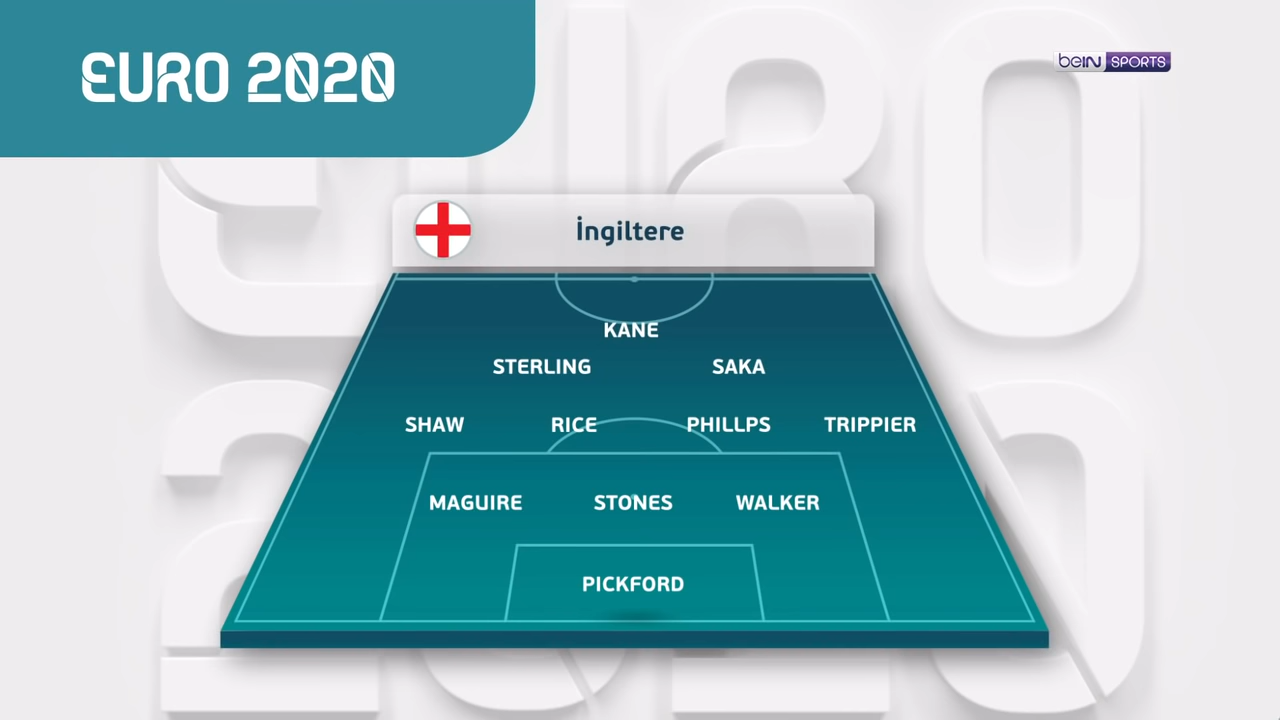 EURO 2020
beIN SPORTS
İngiltere
KANE
STERLING SAKA
SHAW RICE PHILLPS TRIPPIER
MAGUIRE STONES WALKER
PICKFORD